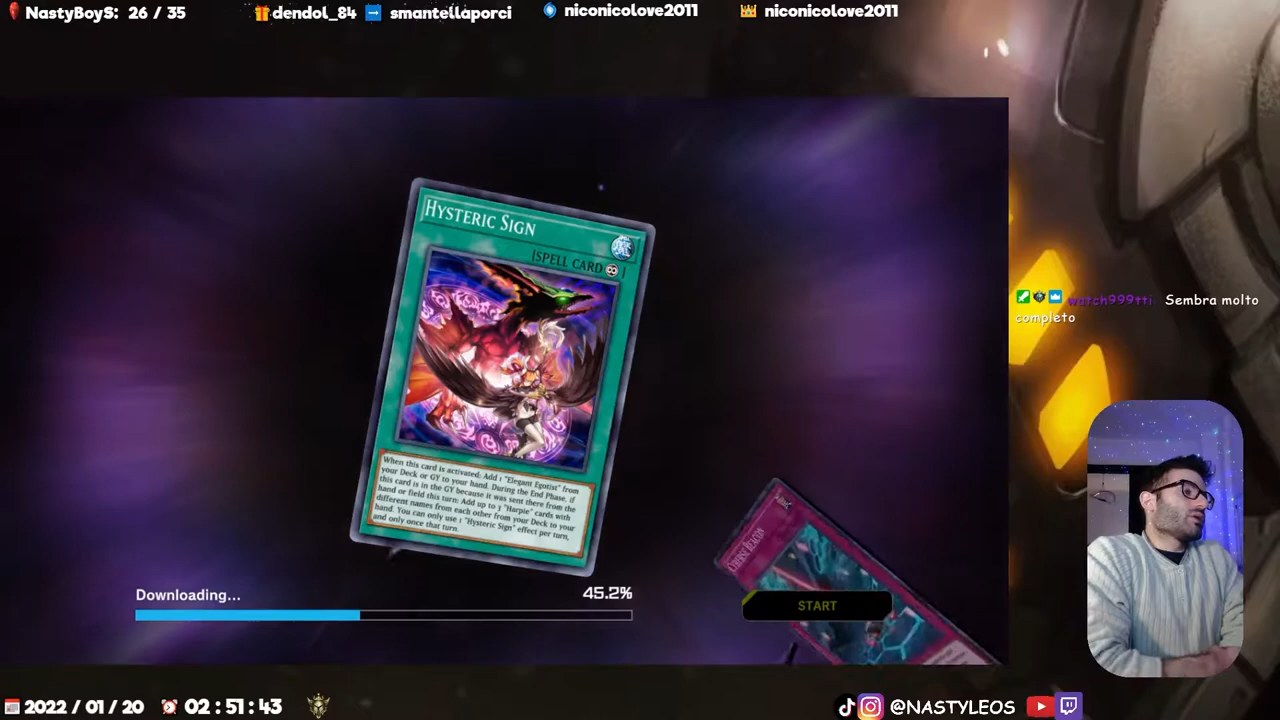 NastyBoyS: 26 / 35
dendol_84
smantellaporci
niconicolove2011
niconicolove2011
HYSTERIC SIGN
[SPELL CARD ]
When this card is activated: Add 1 "Elegant Egotist" from
your Deck or GY to your hand. During the End Phase, if
this card is in the GY because it was sent there from the
hand or field this turn: Add up to 3 "Harpie" cards with
different names from each other from your Deck to your
hand. You can only use 1 "Hysteric Sign" effect per turn,
and only once that turn.
watch999tti Sembra molto
completo
Downloading... 45.2%
START
2022 / 01 / 20 02:51:43
@NASTYLEOS